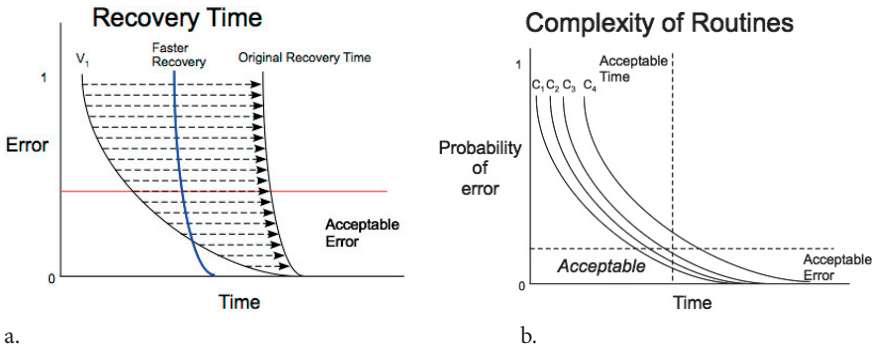 Recovery Time
V1
Faster
Recovery
Original Recovery Time
1
Error
Acceptable
Error
0
Time
a.
Complexity of Routines
1
Acceptable
Time
C1 C2 C3 C4
Probability
of
error
Acceptable
Acceptable
Error
0
Time
b.